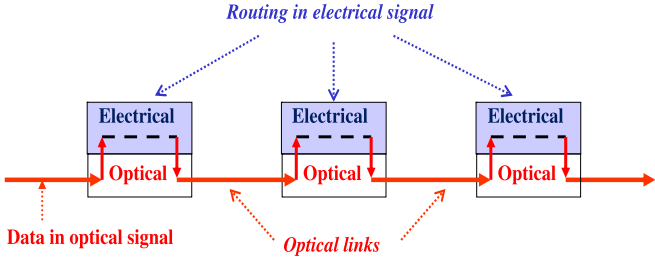 Routing in electrical signal
Electrical
Electrical
Electrical
Optical
Optical
Optical
Data in optical signal
Optical links